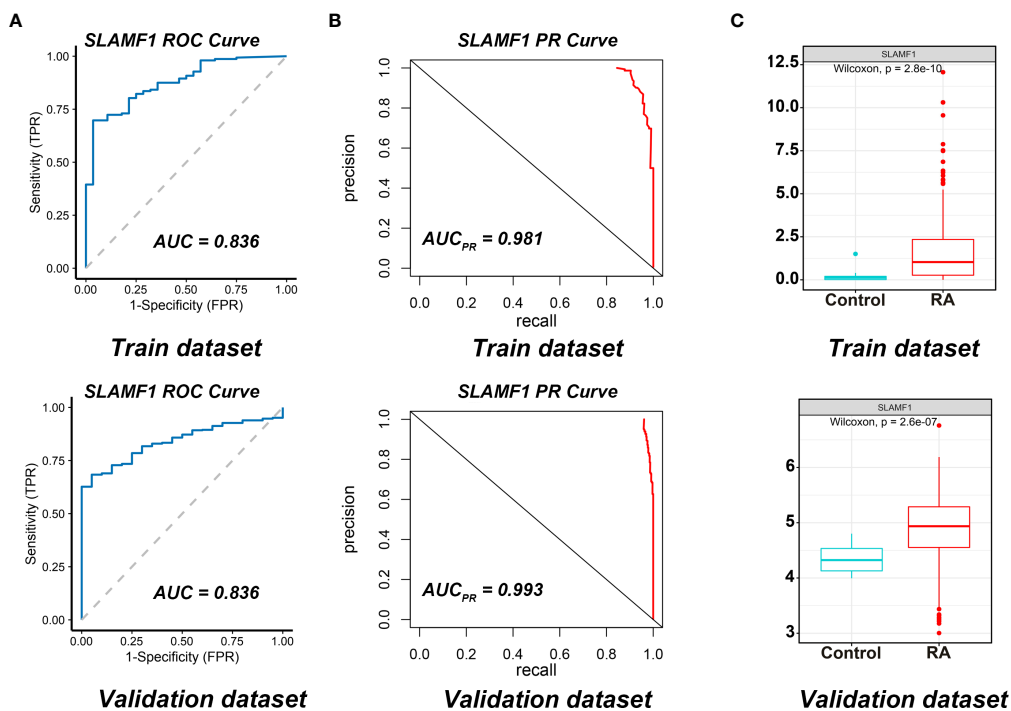 A
B
C
SLAMF1 ROC Curve
1.00
0.75
0.50
0.25
0.00
Sensitivity (TPR)
AUC = 0.836
0.00 0.25 0.50 0.75 1.00
1-Specificity (FPR)
Train dataset
SLAMF1 PR Curve
1.0
0.8
0.6
0.4
0.2
0.0
precision
AUCPR = 0.981
0.0 0.2 0.4 0.6 0.8 1.0
recall
Train dataset
SLAMF1
Wilcoxon, p = 2.8e-10
12.5
10.0
7.5
5.0
2.5
0.0
Control RA
Train dataset
SLAMF1 ROC Curve
1.00
0.75
0.50
0.25
0.00
Sensitivity (TPR)
AUC = 0.836
0.00 0.25 0.50 0.75 1.00
1-Specificity (FPR)
Validation dataset
SLAMF1 PR Curve
1.0
0.8
0.6
0.4
0.2
0.0
precision
AUCPR = 0.993
0.0 0.2 0.4 0.6 0.8 1.0
recall
Validation dataset
SLAMF1
Wilcoxon, p = 2.6e-07
6
5
4
3
Control RA
Validation dataset